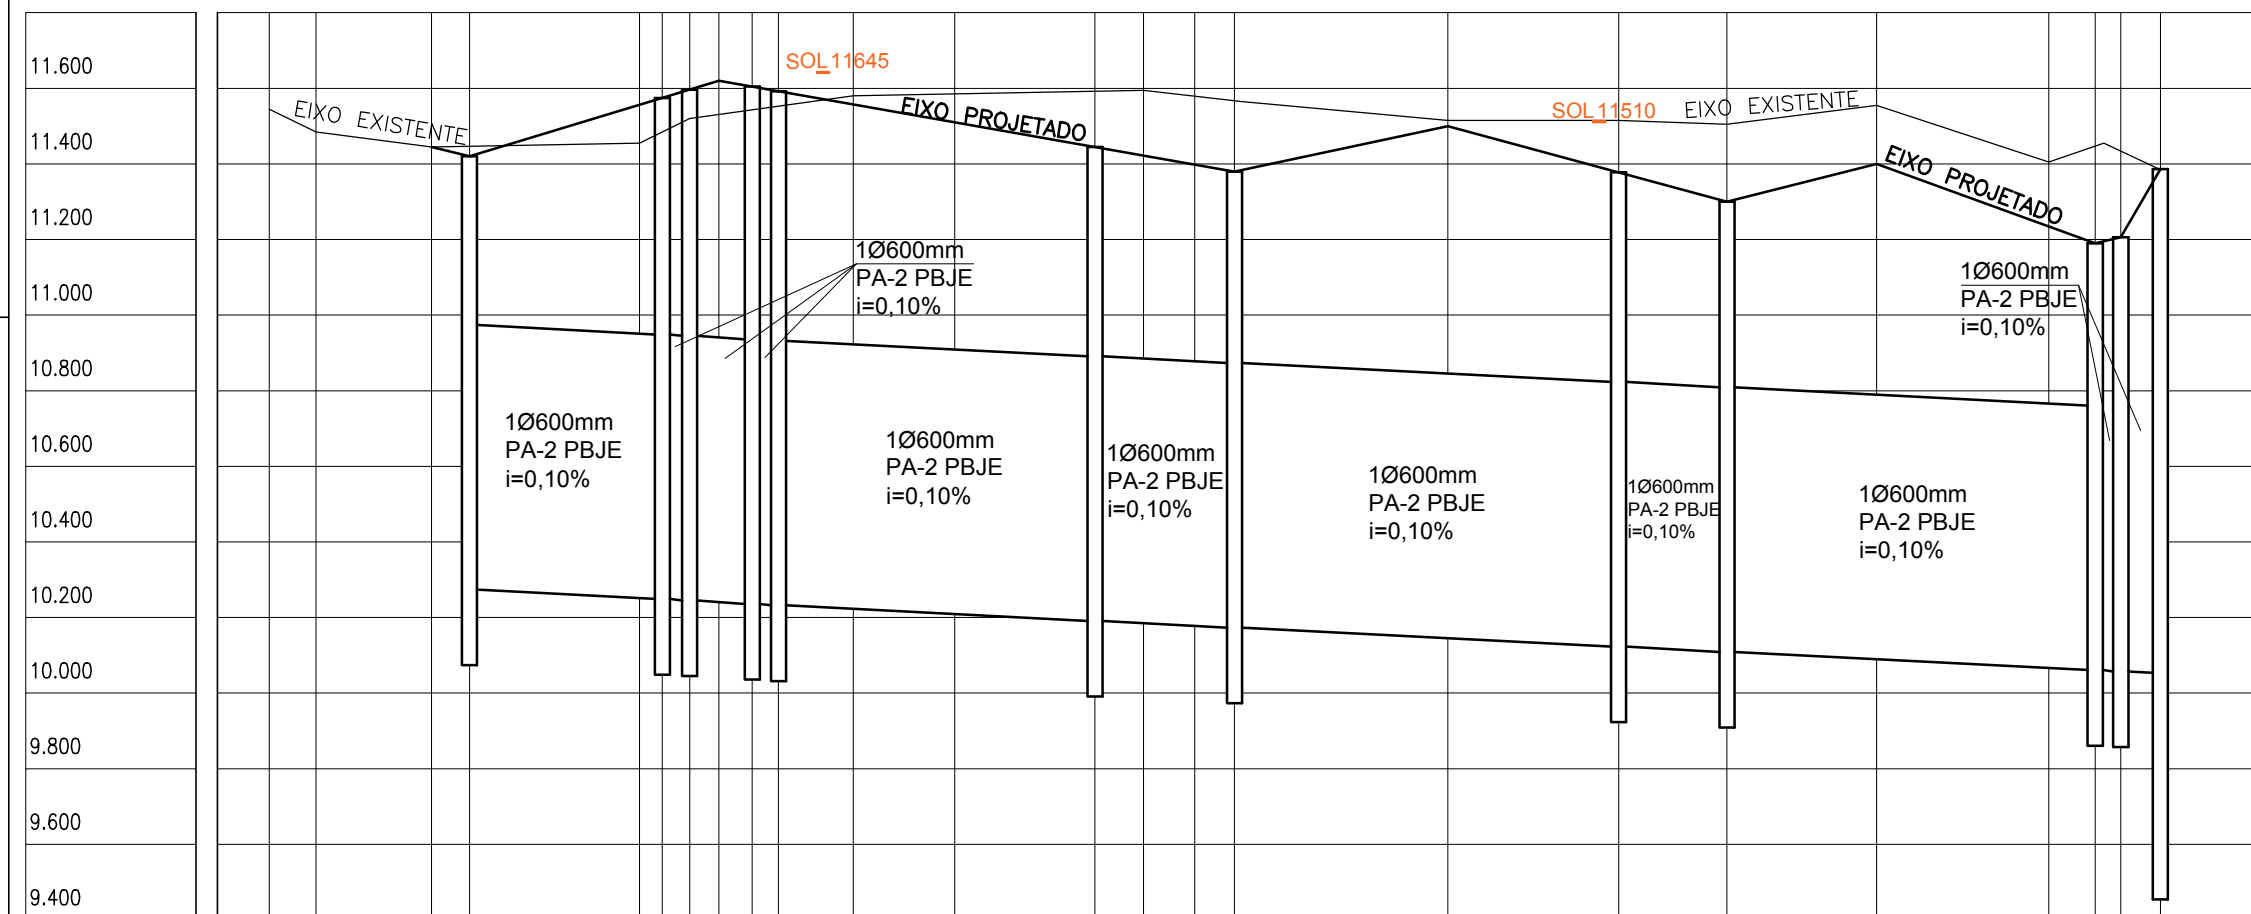 11.600
11.400
11.200
11.000
10.800
10.600
10.400
10.200
10.000
9.800
9.600
9.400
SOL 11645
EIXO EXISTENTE
EIXO PROJETADO
SOL 11510
EIXO EXISTENTE
EIXO PROJETADO
1Ø600mm
PA-2 PBJE
i=0,10%
1Ø600mm
PA-2 PBJE
i=0,10%
1Ø600mm
PA-2 PBJE
i=0,10%
1Ø600mm
PA-2 PBJE
i=0,10%
1Ø600mm
PA-2 PBJE
i=0,10%
1Ø600mm
PA-2 PBJE
i=0,10%
1Ø600mm
PA-2 PBJE
i=0,10%
1Ø600mm
PA-2 PBJE
i=0,10%